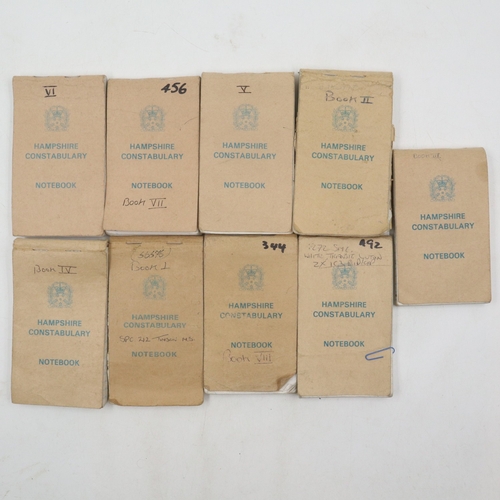 VI
HAMPSHIRE
CONSTABULARY
NOTEBOOK
456
HAMPSHIRE
CONSTABULARY
NOTEBOOK
Book VII
V
HAMPSHIRE
CONSTABULARY
NOTEBOOK
Book II
HAMPSHIRE
CONSTABULARY
NOTEBOOK
HAMPSHIRE
CONSTABULARY
NOTEBOOK
Book IV
HAMPSHIRE
CONSTABULARY
NOTEBOOK
Book I
HAMPSHIRE
CONSTABULARY
NOTEBOOK
344
HAMPSHIRE
CONSTABULARY
NOTEBOOK
Book VIII
492
HAMPSHIRE
CONSTABULARY
NOTEBOOK